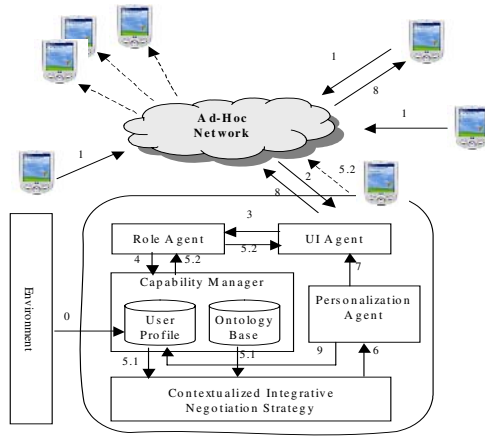 1
8
1
Ad-Hoc
Network
1
2
5.2
8
3
Role Agent
UI Agent
5.2
4
5.2
7
Capability Manager
Environment
0
User
Profile
Ontology
Base
Personalization
Agent
5.1
5.1
9
6
Contextualized Integrative
Negotiation Strategy